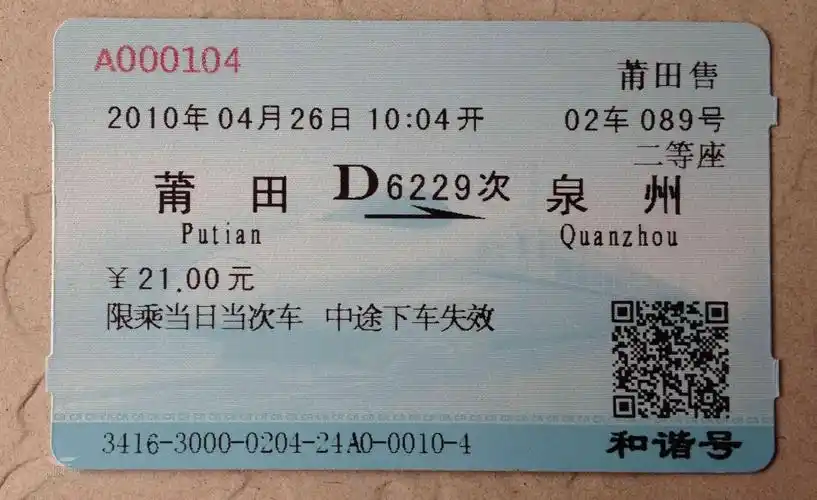 A000104
莆田售
2010年04月26日 10:04开 02车 089号
二等座
莆 田 D6229次 泉 州
Putian Quanzhou
￥21.00元
限乘当日当次车 中途下车失效
3416-3000-0204-24A0-0010-4 和谐号